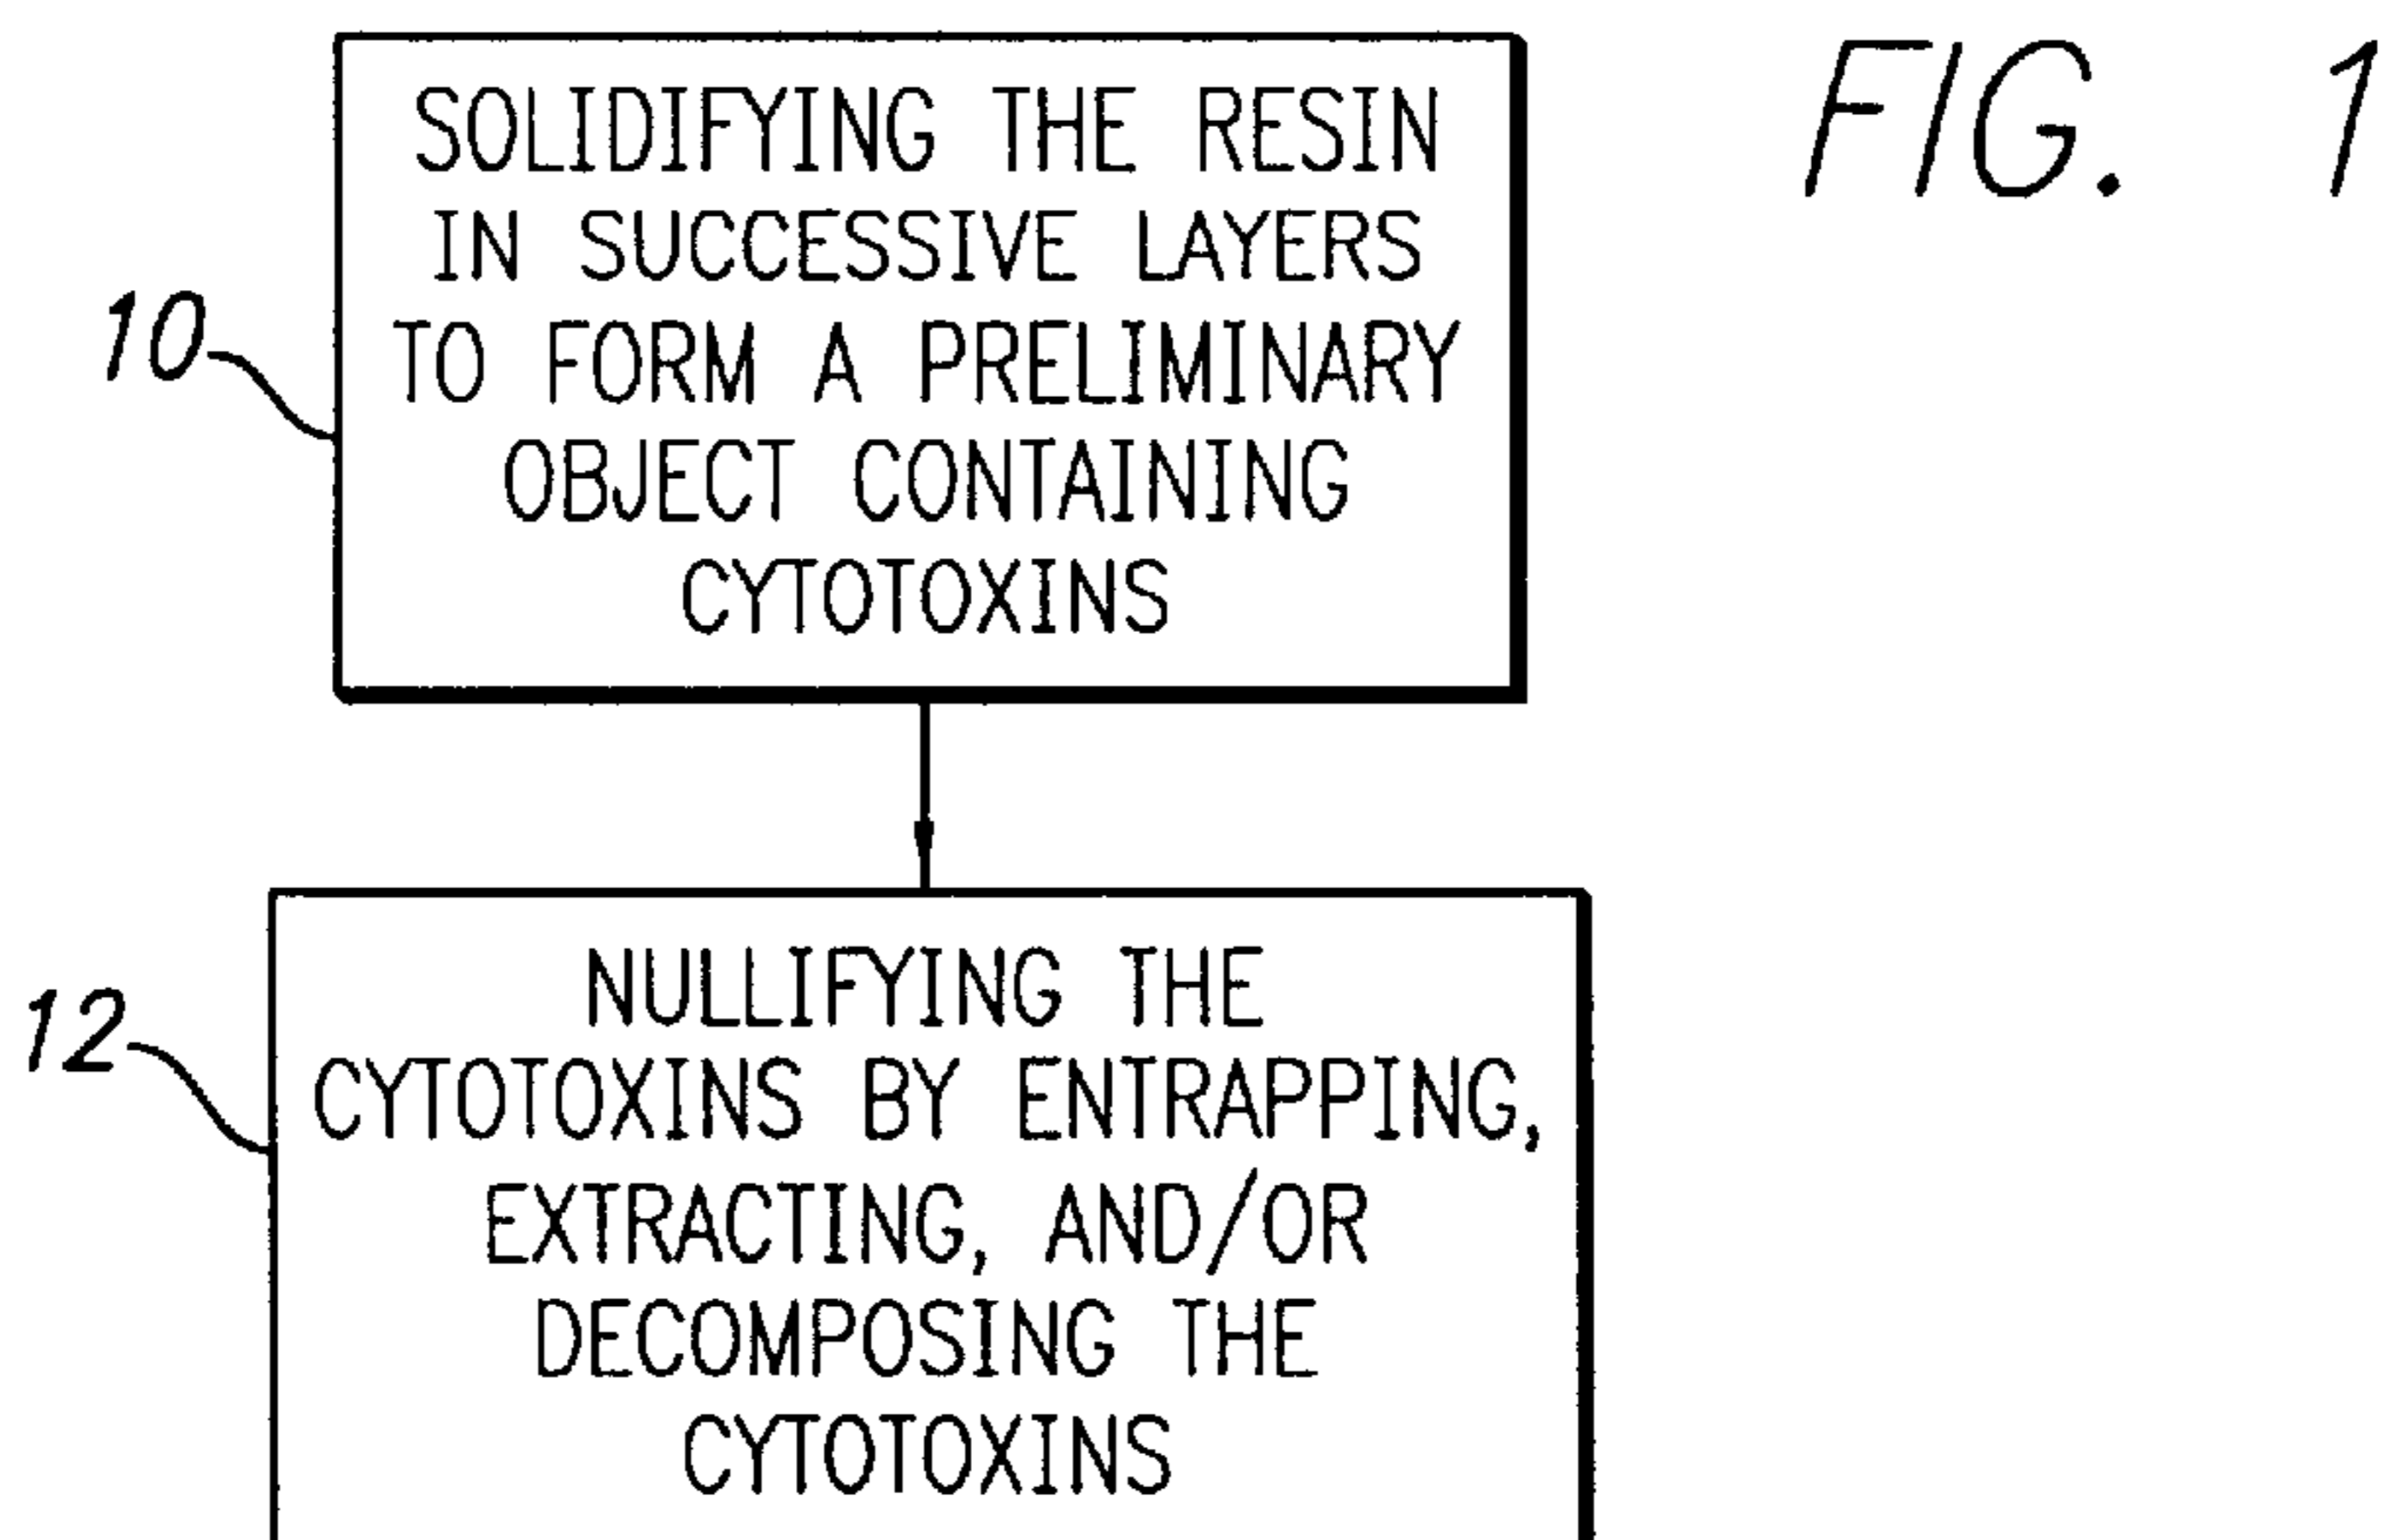 FIG. 1
SOLIDIFYING THE RESIN
IN SUCCESSIVE LAYERS
TO FORM A PRELIMINARY
OBJECT CONTAINING
CYTOTOXINS
10
NULLIFYING THE
CYTOTOXINS BY ENTRAPPING,
EXTRACTING, AND/OR
DECOMPOSING THE
CYTOTOXINS
12